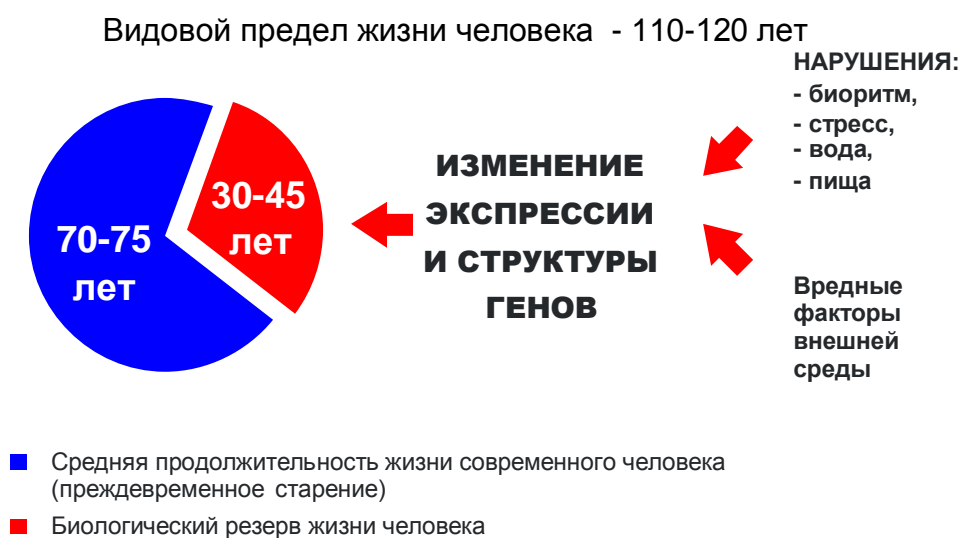 Видовой предел жизни человека - 110-120 лет
НАРУШЕНИЯ:
- биоритм,
- стресс,
- вода,
- пища
ИЗМЕНЕНИЕ
ЭКСПРЕССИИ
И СТРУКТУРЫ
ГЕНОВ
30-45
лет
70-75
лет
Вредные
факторы
внешней
среды
Средняя продолжительность жизни современного человека
(преждевременное старение)
Биологический резерв жизни человека